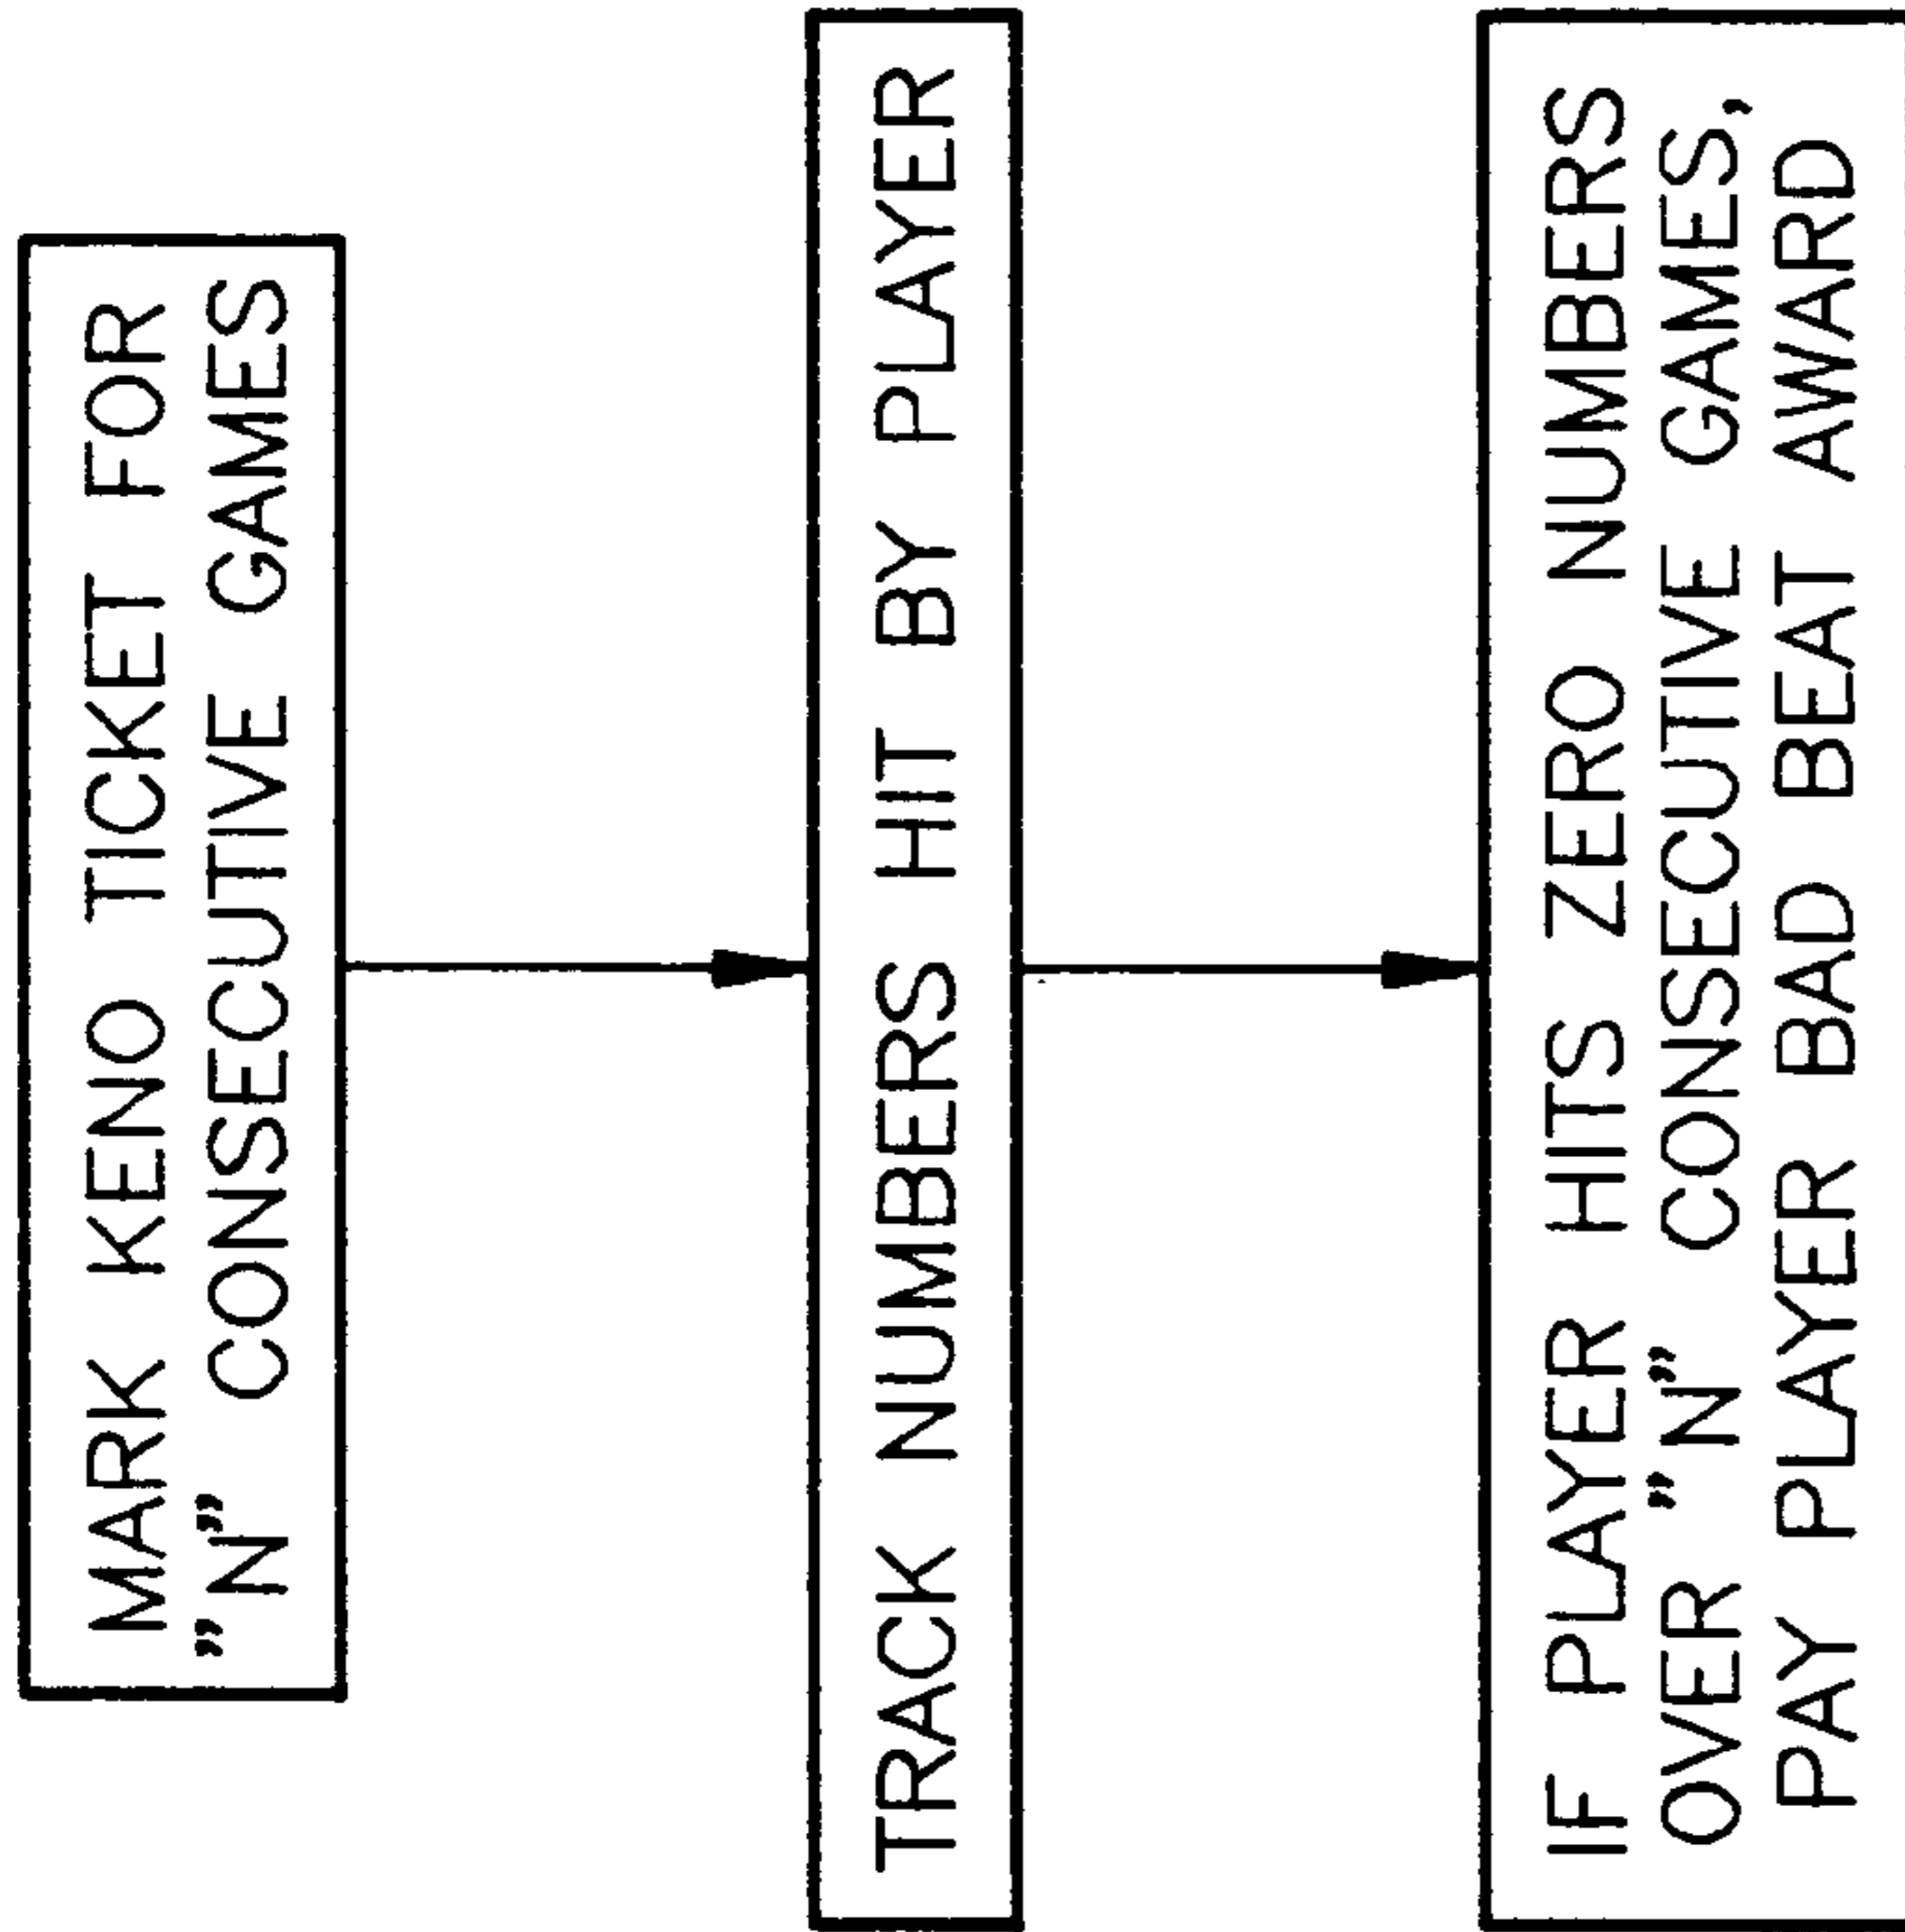 MARK KENO TICKET FOR
"N" CONSECUTIVE GAMES
TRACK NUMBERS HIT BY PLAYER
IF PLAYER HITS ZERO NUMBERS
OVER "N" CONSECUTIVE GAMES,
PAY PLAYER BAD BEAT AWARD